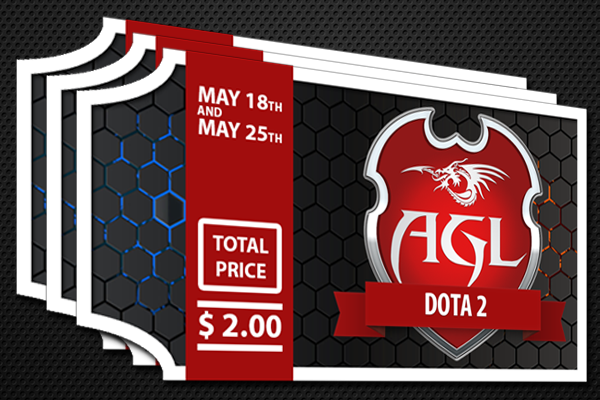 MAY 18TH
AND
MAY 25TH
TOTAL
PRICE
$ 2.00
AGL
DOTA 2